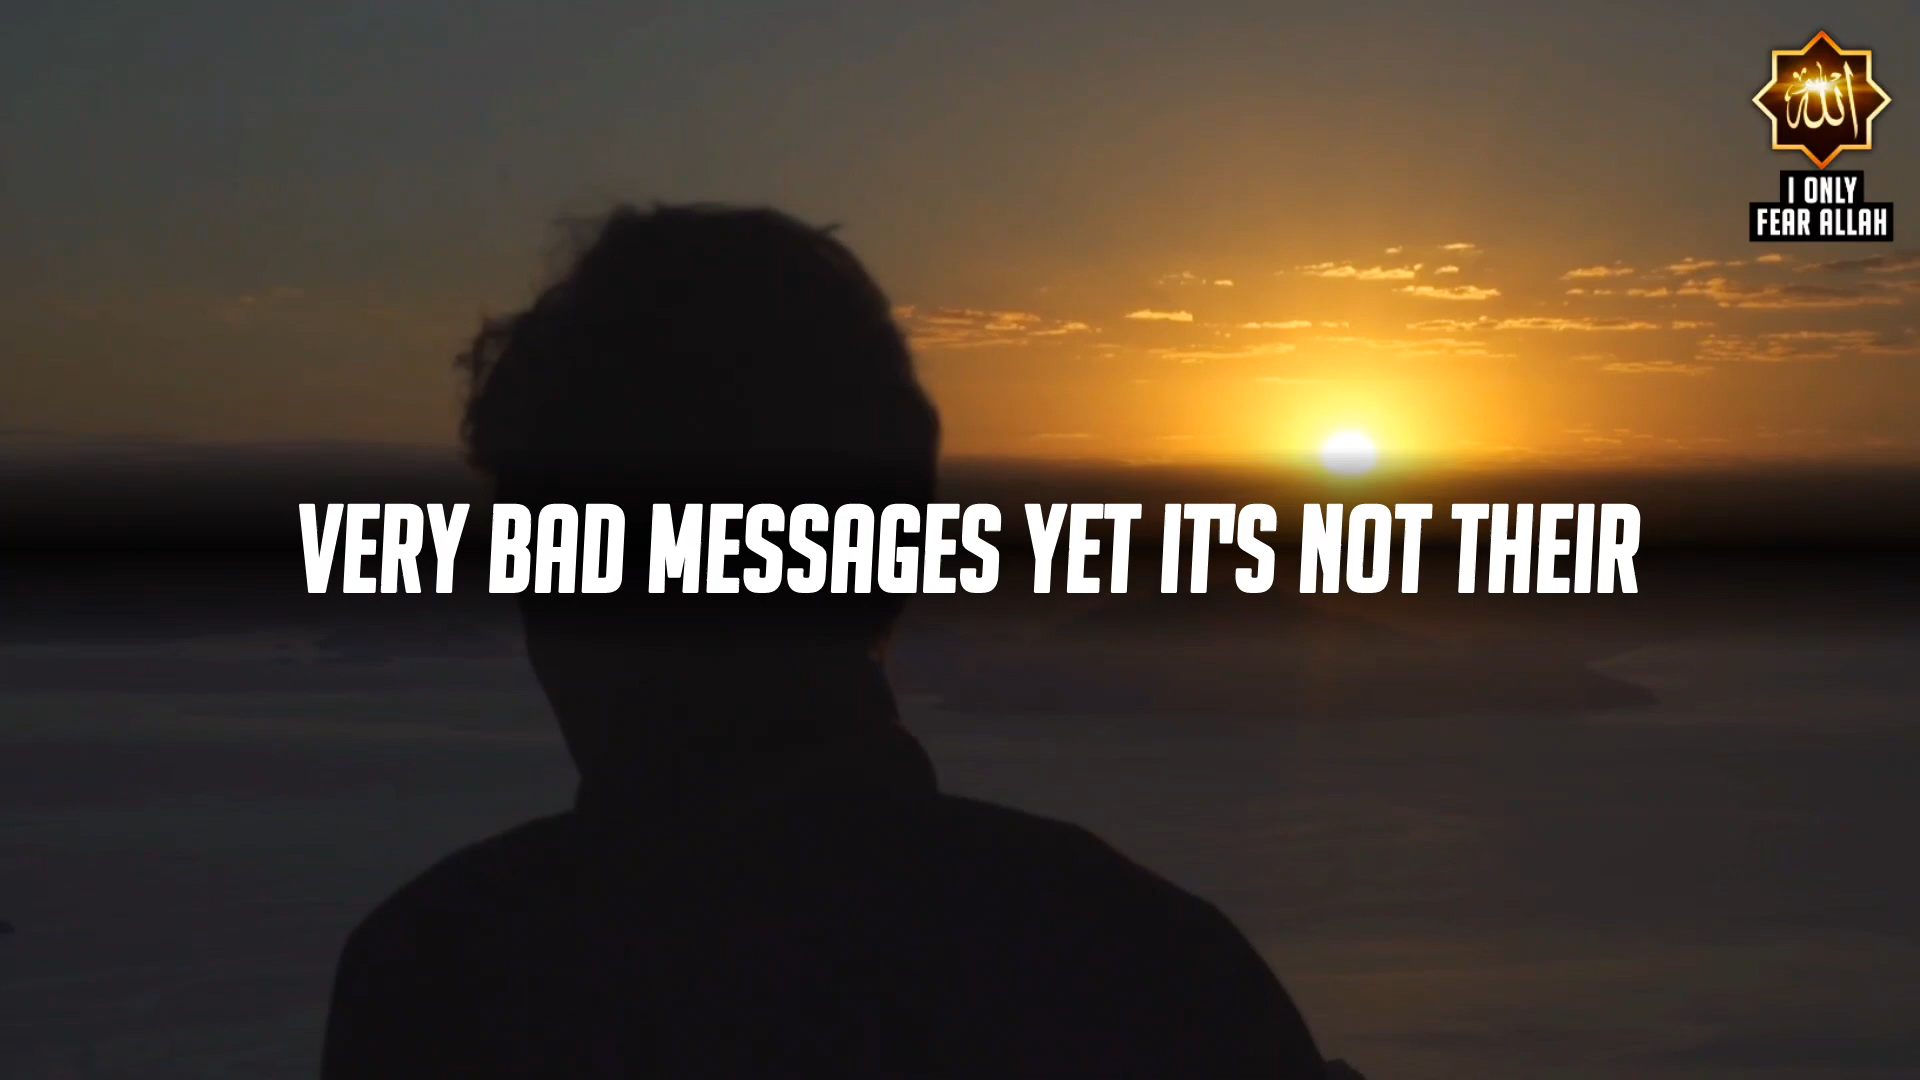 الله
I ONLY
FEAR ALLAH
VERY BAD MESSAGES YET IT'S NOT THEIR